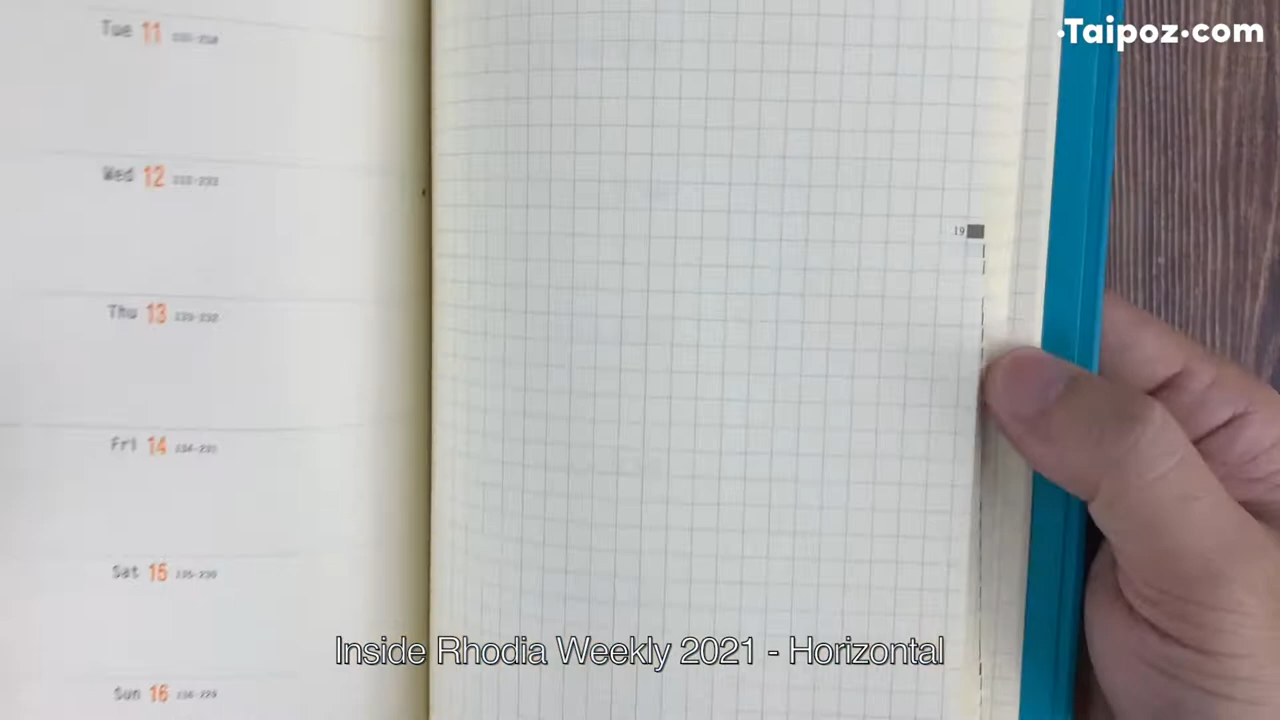 Tue 11
Taipoz.com
Wed 12
19
Thu 13
Fri 14
Sat 15
Inside Rhodia Weekly 2021 - Horizontal
Sun 16